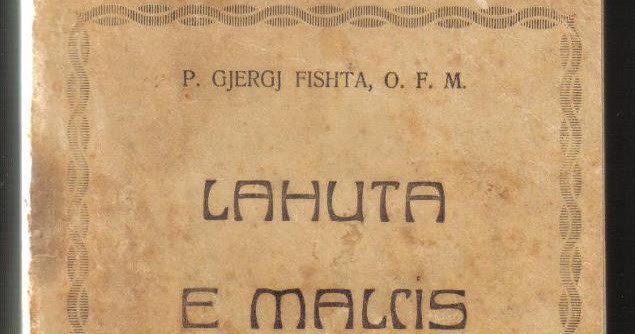 P. GJERGJ FISHTA, O. F. M.
LAHUTA
E MALCIS